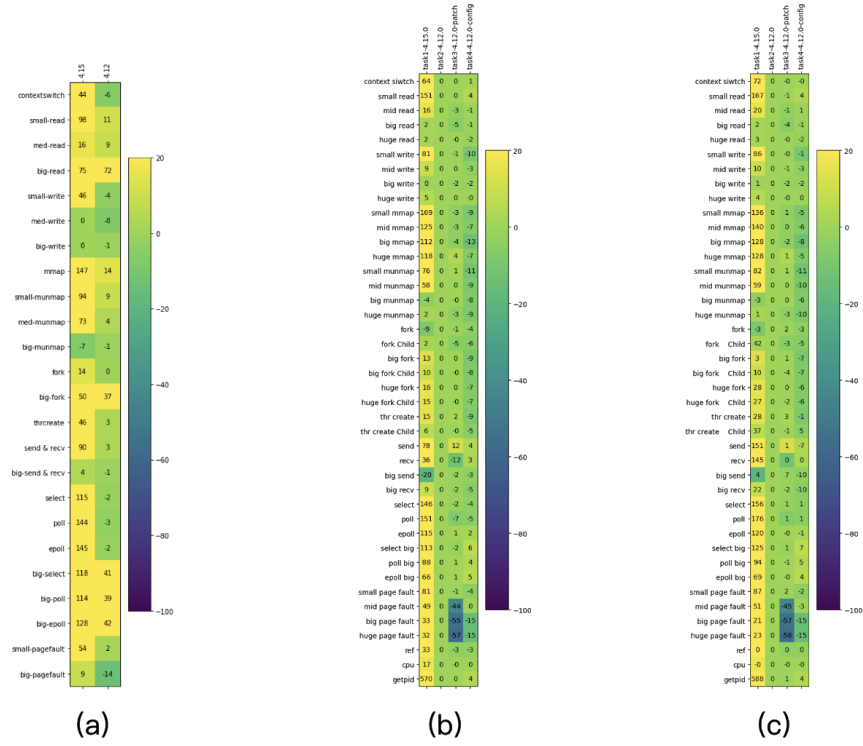 4.15 4.12
contextswitch 44 -6
small-read 98 11
med-read 16 9
big-read 75 72
small-write 46 -4
med-write 0 -8
big-write 0 -1
mmap 147 14
small-munmap 94 9
med-munmap 73 4
big-munmap -7 -1
fork 14 0
big-fork 50 37
thrcreate 46 3
send & recv 90 3
big-send & recv 4 -1
select 115 -2
poll 144 -3
epoll 145 -2
big-select 118 41
big-poll 114 39
big-epoll 128 42
small-pagefault 54 2
big-pagefault 9 -14
20
0
−20
−40
−60
−80
−100
(a)
task1-4.15.0 task2-4.12.0 task3-4.12.0-patch task4-4.12.0-config
context siwtch 64 0 0 1
small read 151 0 0 4
mid read 16 0 -3 -1
big read 2 0 -5 -1
huge read 2 0 -0 -0
small write 81 0 -1 -10
mid write 9 0 0 -3
big write 0 0 -2 -2
huge write 5 0 0 -0
small mmap 169 0 -3 -9
mid mmap 125 0 -3 -7
big mmap 112 0 -4 -13
huge mmap 118 0 4 -7
small munmap 76 0 1 -11
mid munmap 58 0 0 -9
big munmap -4 0 -0 -8
huge munmap 2 0 -3 -9
fork -9 0 -1 -4
fork Child 2 0 -5 -6
big fork 13 0 0 -9
big fork Child 10 0 -0 -8
huge fork 16 0 0 -7
huge fork Child 15 0 -0 -7
thr create 15 0 2 -9
thr create Child 6 0 -0 -5
send 78 0 12 4
recv 36 0 -12 3
big send -20 0 -2 -3
big recv 9 0 -2 -5
select 146 0 -2 -4
poll 151 0 -7 -5
epoll 115 0 1 2
select big 113 0 -2 6
poll big 88 0 1 4
epoll big 66 0 1 5
small page fault 81 0 -1 -4
mid page fault 49 0 -44 0
big page fault 33 0 -55 -15
huge page fault 32 0 -57 -15
ref 33 0 -3 -3
cpu 17 0 -0 -0
getpid 570 0 0 4
20
0
−20
−40
−60
−80
−100
(b)
task1-4.15.0 task2-4.12.0 task3-4.12.0-patch task4-4.12.0-config
context siwtch 72 0 -0 -0
small read 167 0 -1 4
mid read 20 0 -1 1
big read 2 0 -4 -1
huge read 3 0 -0 -2
small write 86 0 -0 -1
mid write 10 0 -1 -3
big write 1 0 -2 -2
huge write 4 0 -0 0
small mmap 136 0 1 -5
mid mmap 140 0 0 -6
big mmap 128 0 -2 -8
huge mmap 128 0 1 -5
small munmap 82 0 1 -11
mid munmap 59 0 0 -10
big munmap -3 0 -1 -6
huge munmap 1 0 -3 -10
fork -3 0 2 -3
fork Child 42 0 -3 -5
big fork 3 0 1 -7
big fork Child 10 0 -4 -7
huge fork 28 0 0 -6
huge fork Child 27 0 -2 -6
thr create 28 0 3 -1
thr create Child 37 0 -1 5
send 151 0 1 -7
recv 145 0 0 0
big send 4 0 7 -10
big recv 22 0 -2 -10
select 156 0 1 1
poll 176 0 1 1
epoll 120 0 -0 -1
select big 125 0 1 7
poll big 94 0 -1 5
epoll big 69 0 -0 4
small page fault 87 0 2 -2
mid page fault 51 0 -45 -3
big page fault 21 0 -57 -15
huge page fault 23 0 -56 -15
ref 0 0 0 0
cpu -0 0 -0 0
getpid 588 0 1 4
20
0
−20
−40
−60
−80
−100
(c)